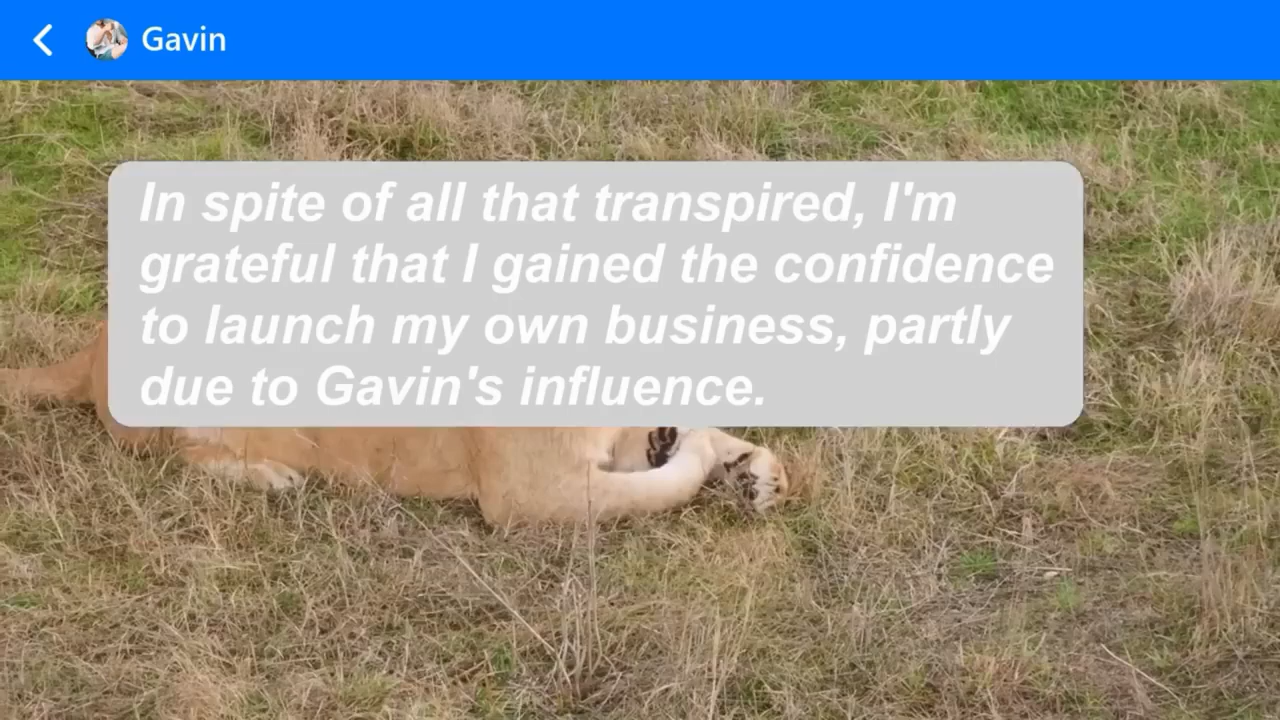 Gavin
In spite of all that transpired, I'm
grateful that I gained the confidence
to launch my own business, partly
due to Gavin's influence.